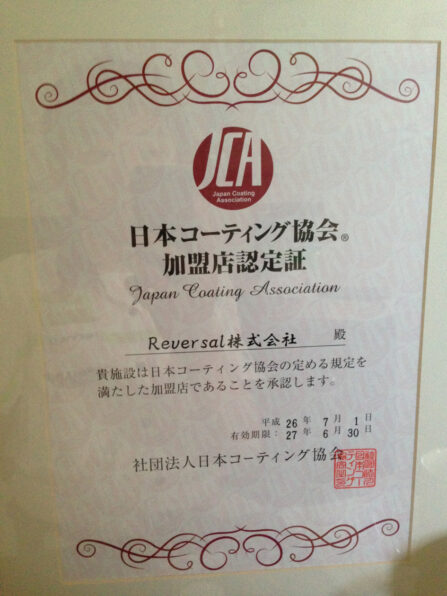 JCA
Japan Coating
Association
日本コーティング協会®
加盟店認定証
Japan Coating Association
Reversal株式会社 殿
貴施設は日本コーティング協会の定める規定を
満たした加盟店であることを承認します。
平成 26 年 7 月 1 日
有効期限: 27 年 6 月 30 日
社団法人日本コーティング協会